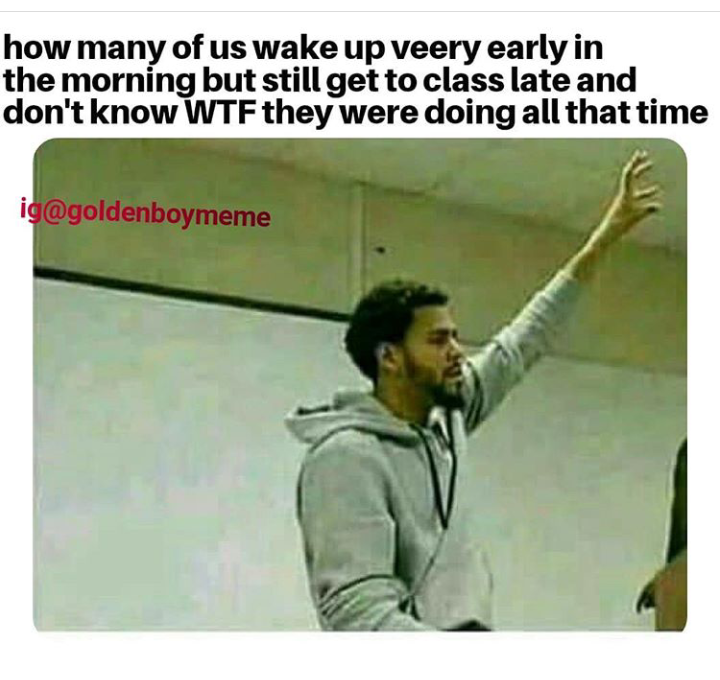 how many of us wake up veery early in
the morning but still get to class late and
don't know WTF they were doing all that time
ig@goldenboymeme